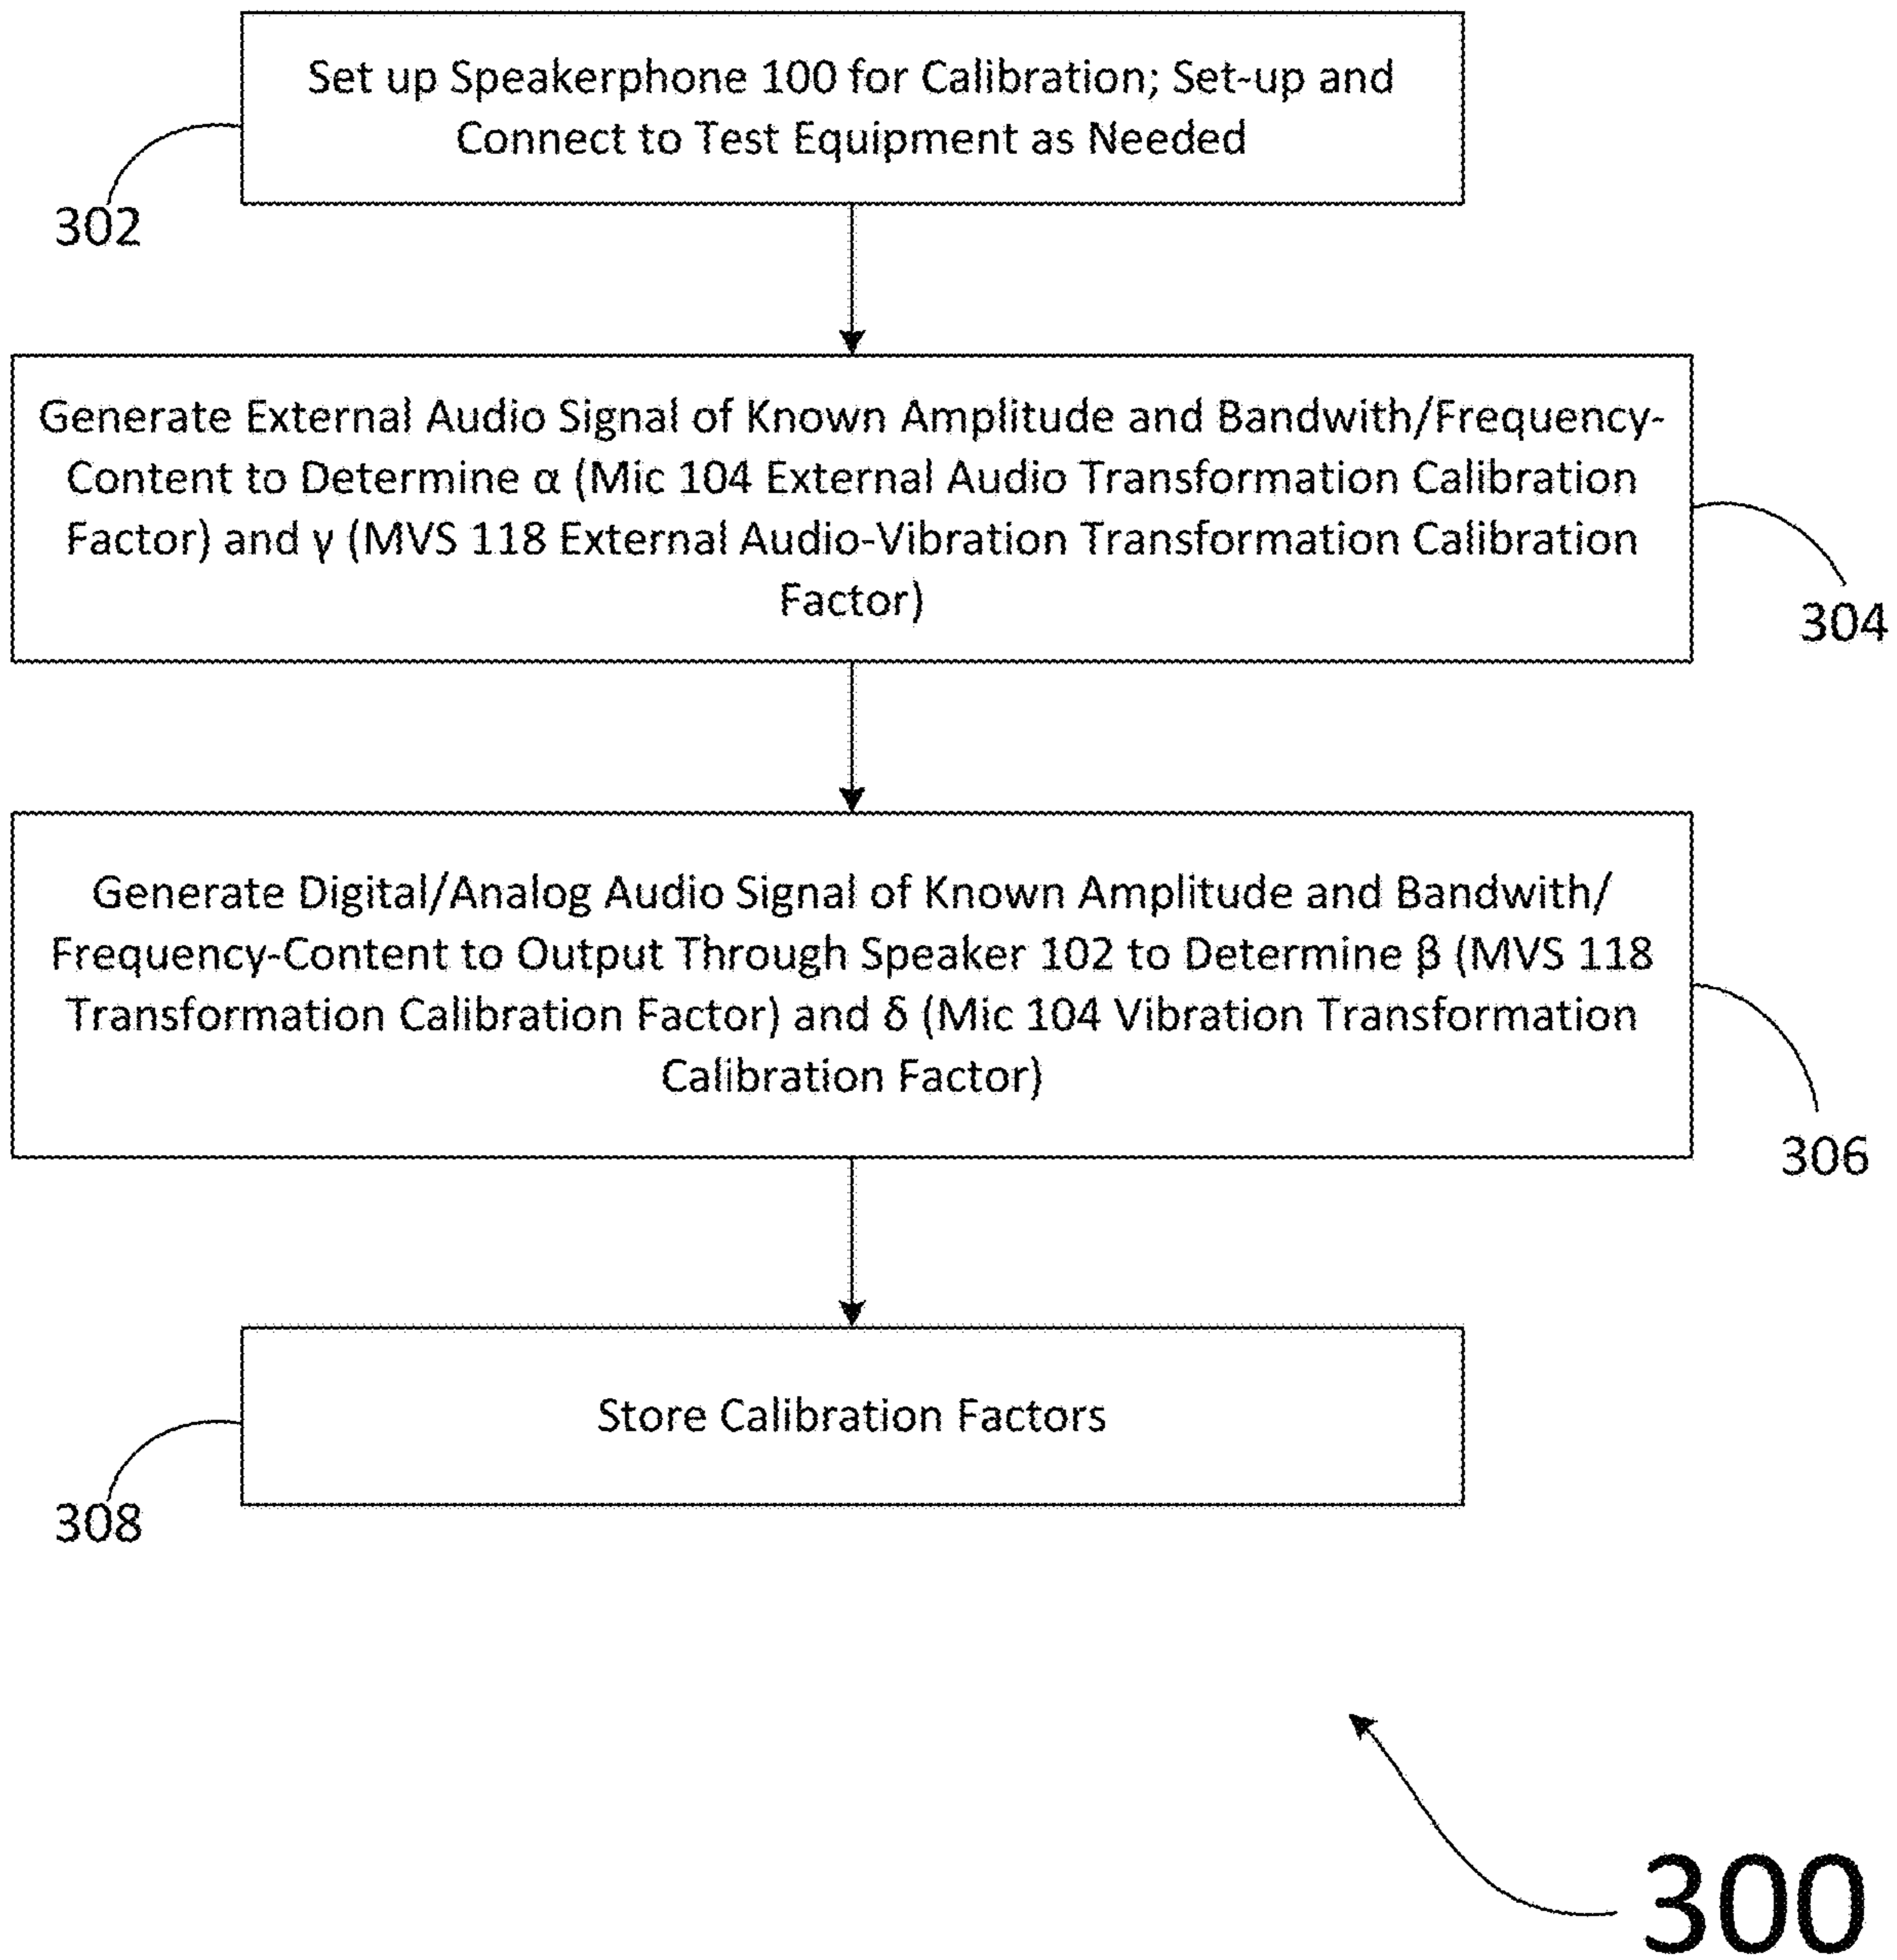 Set up Speakerphone 100 for Calibration; Set-up and
Connect to Test Equipment as Needed
302
Generate External Audio Signal of Known Amplitude and Bandwith/Frequency-
Content to Determine α (Mic 104 External Audio Transformation Calibration
Factor) and γ (MVS 118 External Audio-Vibration Transformation Calibration
Factor)
304
Generate Digital/Analog Audio Signal of Known Amplitude and Bandwith/
Frequency-Content to Output Through Speaker 102 to Determine β (MVS 118
Transformation Calibration Factor) and δ (Mic 104 Vibration Transformation
Calibration Factor)
306
Store Calibration Factors
308
300